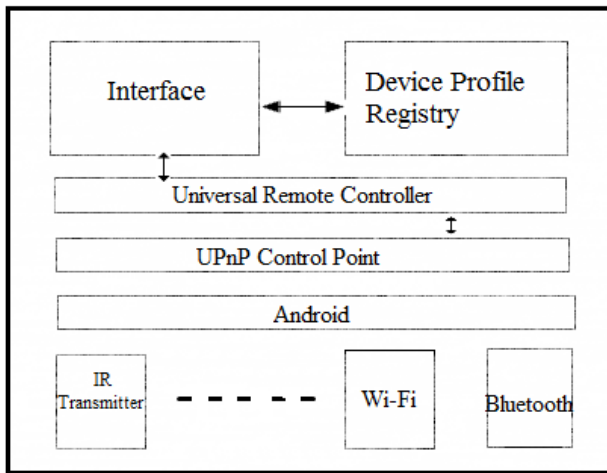 Interface
Device Profile
Registry
Universal Remote Controller
UPnP Control Point
Android
IR
Transmitter
Wi-Fi
Bluetooth